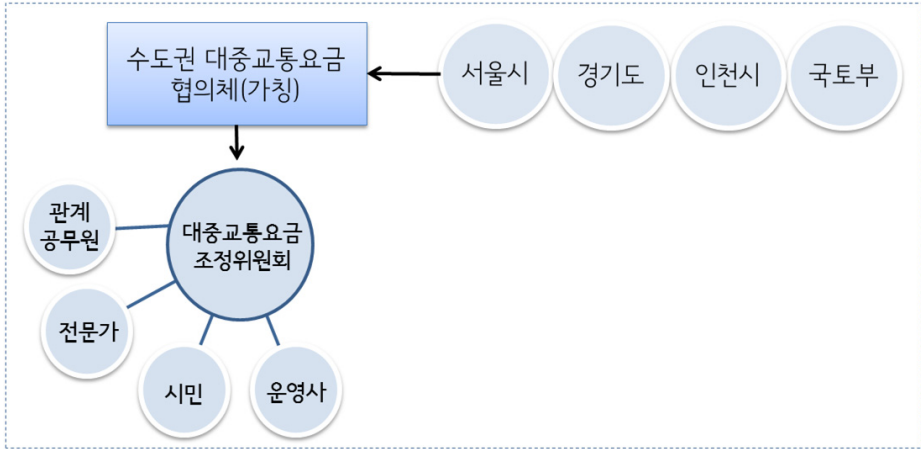 수도권 대중교통요금
협의체(가칭)
서울시
경기도
인천시
국토부
관계
공무원
대중교통요금
조정위원회
전문가
시민
운영사